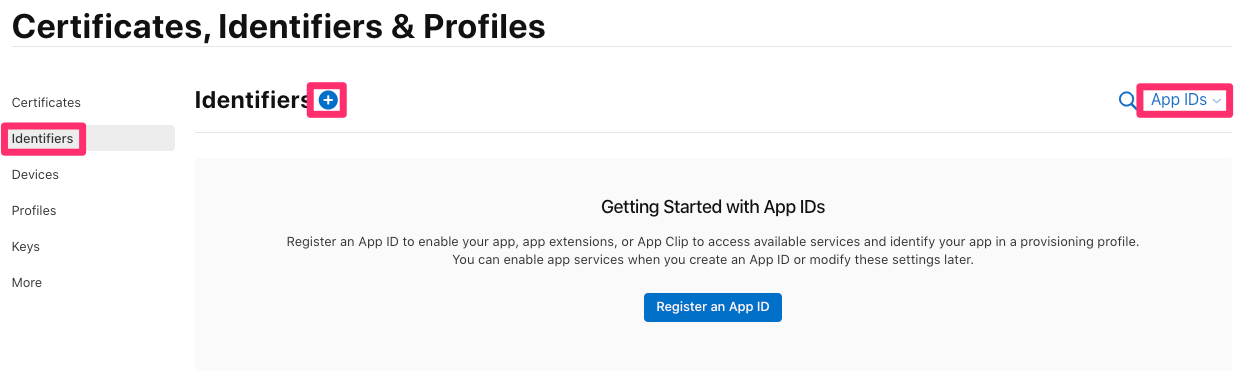 Certificates, Identifiers & Profiles
Certificates
Identifiers
Devices
Profiles
Keys
More
Identifiers
App IDs
Getting Started with App IDs
Register an App ID to enable your app, app extensions, or App Clip to access available services and identify your app in a provisioning profile.
You can enable app services when you create an App ID or modify these settings later.
Register an App ID